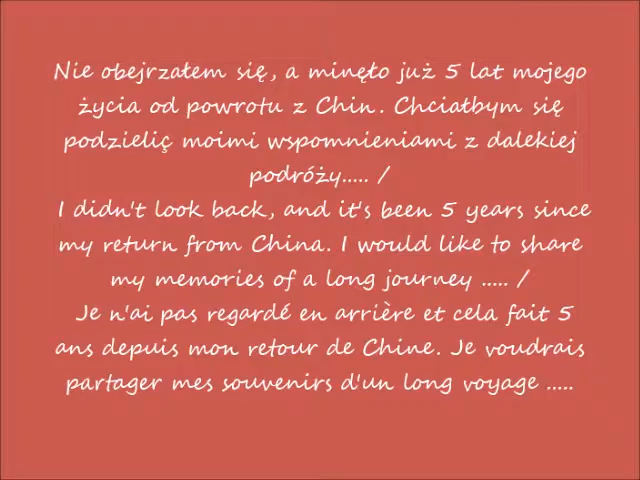 Nie obejrzałem się, a minęło już 5 lat mojego
życia od powrotu z Chin. Chciałbym się
podzielić moimi wspomnieniami z dalekiej
podróży..... /
I didn't look back, and it's been 5 years since
my return from China. I would like to share
my memories of a long journey ..... /
Je n'ai pas regardé en arrière et cela fait 5
ans depuis mon retour de Chine. Je voudrais
partager mes souvenirs d'un long voyage .....